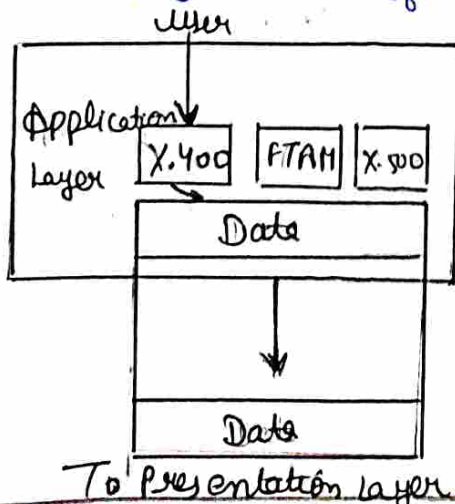 User
Application
Layer
X.400
FTAM
X.500
Data
Data
To Presentation Layer